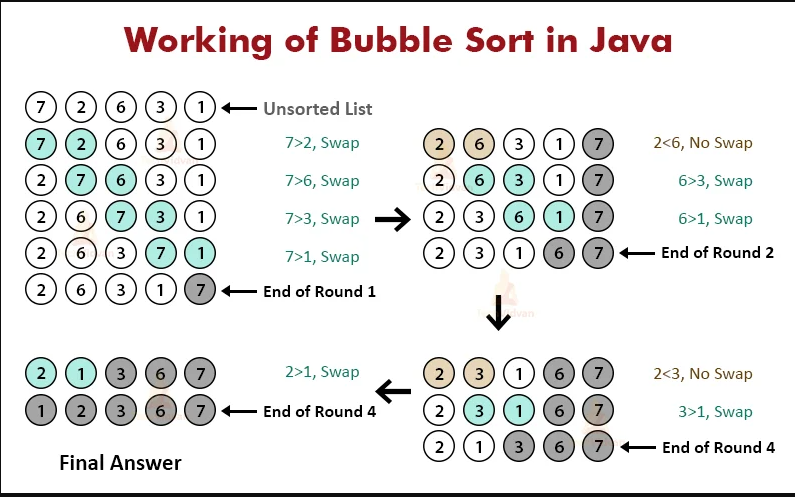 Working of Bubble Sort in Java
7 2 6 3 1 Unsorted List
7 2 6 3 1 7>2, Swap
2 7 6 3 1 7>6, Swap
2 6 7 3 1 7>3, Swap
2 6 3 7 1 7>1, Swap
2 6 3 1 7 End of Round 1
2 6 3 1 7 2<6, No Swap
2 6 3 1 7 6>3, Swap
2 3 6 1 7 6>1, Swap
2 3 1 6 7 End of Round 2
2 3 1 6 7 2<3, No Swap
2 3 1 6 7 3>1, Swap
2 1 3 6 7 End of Round 4
2 1 3 6 7 2>1, Swap
1 2 3 6 7 End of Round 4
Final Answer